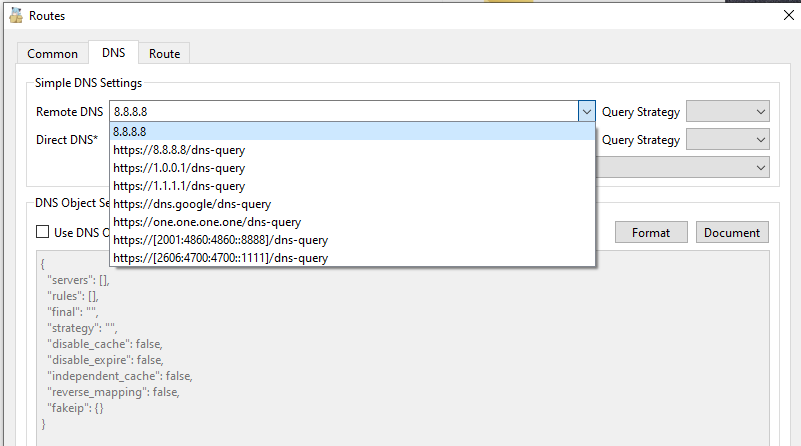 Routes
Common
DNS
Route
Simple DNS Settings
Remote DNS 8.8.8.8 Query Strategy
8.8.8.8
Direct DNS* Query Strategy
https://8.8.8.8/dns-query
https://1.0.0.1/dns-query
https://1.1.1.1/dns-query
https://dns.google/dns-query
https://one.one.one.one/dns-query
https://[2001:4860:4860::8888]/dns-query
https://[2606:4700:4700::1111]/dns-query
DNS Object Se
Use DNS O
Format
Document
{
"servers": [],
"rules": [],
"final": "",
"strategy": "",
"disable_cache": false,
"disable_expire": false,
"independent_cache": false,
"reverse_mapping": false,
"fakeip": {}
}